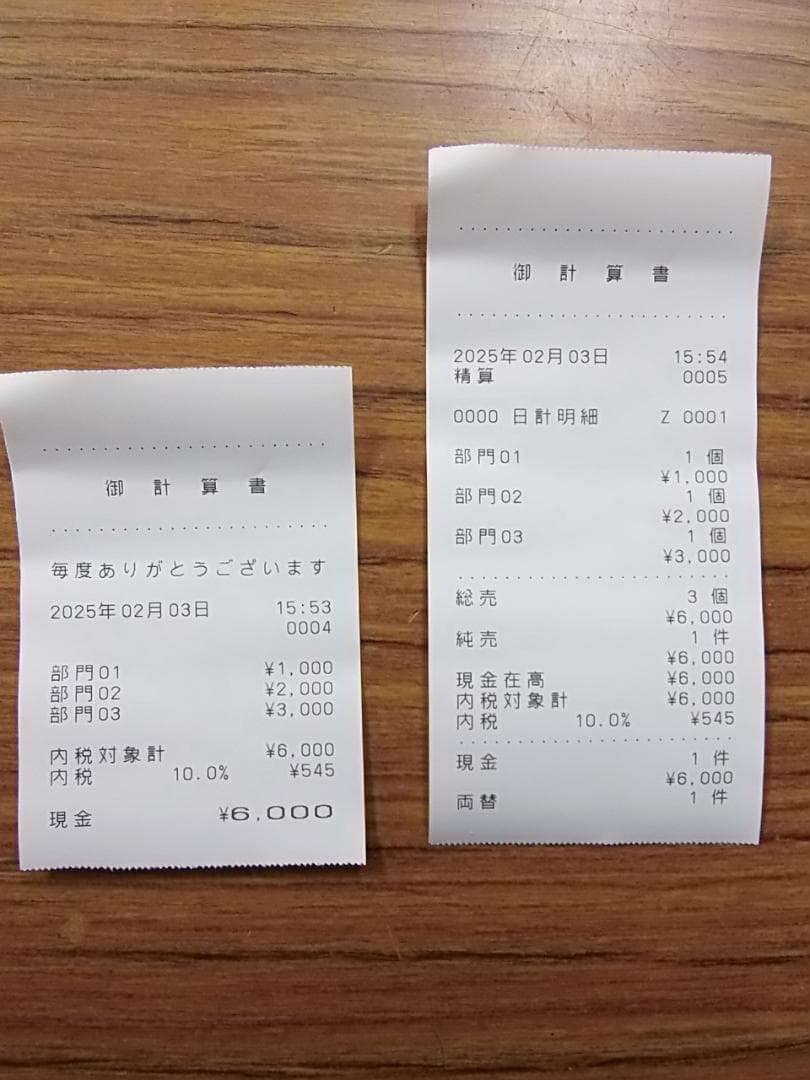 御計算書
毎度ありがとうございます
2025年02月03日 15:53
0004
部門01 ¥1,000
部門02 ¥2,000
部門03 ¥3,000
内税対象計 ¥6,000
内税 10.0% ¥545
現金 ¥6,000
御計算書
2025年02月03日 15:54
精算 0005
0000 日計明細 Z 0001
部門01 1個
¥1,000
部門02 1個
¥2,000
部門03 1個
¥3,000
総売 3個
¥6,000
純売 1件
¥6,000
現金在高 ¥6,000
内税対象計 ¥6,000
内税 10.0% ¥545
現金 1件
¥6,000
両替 1件